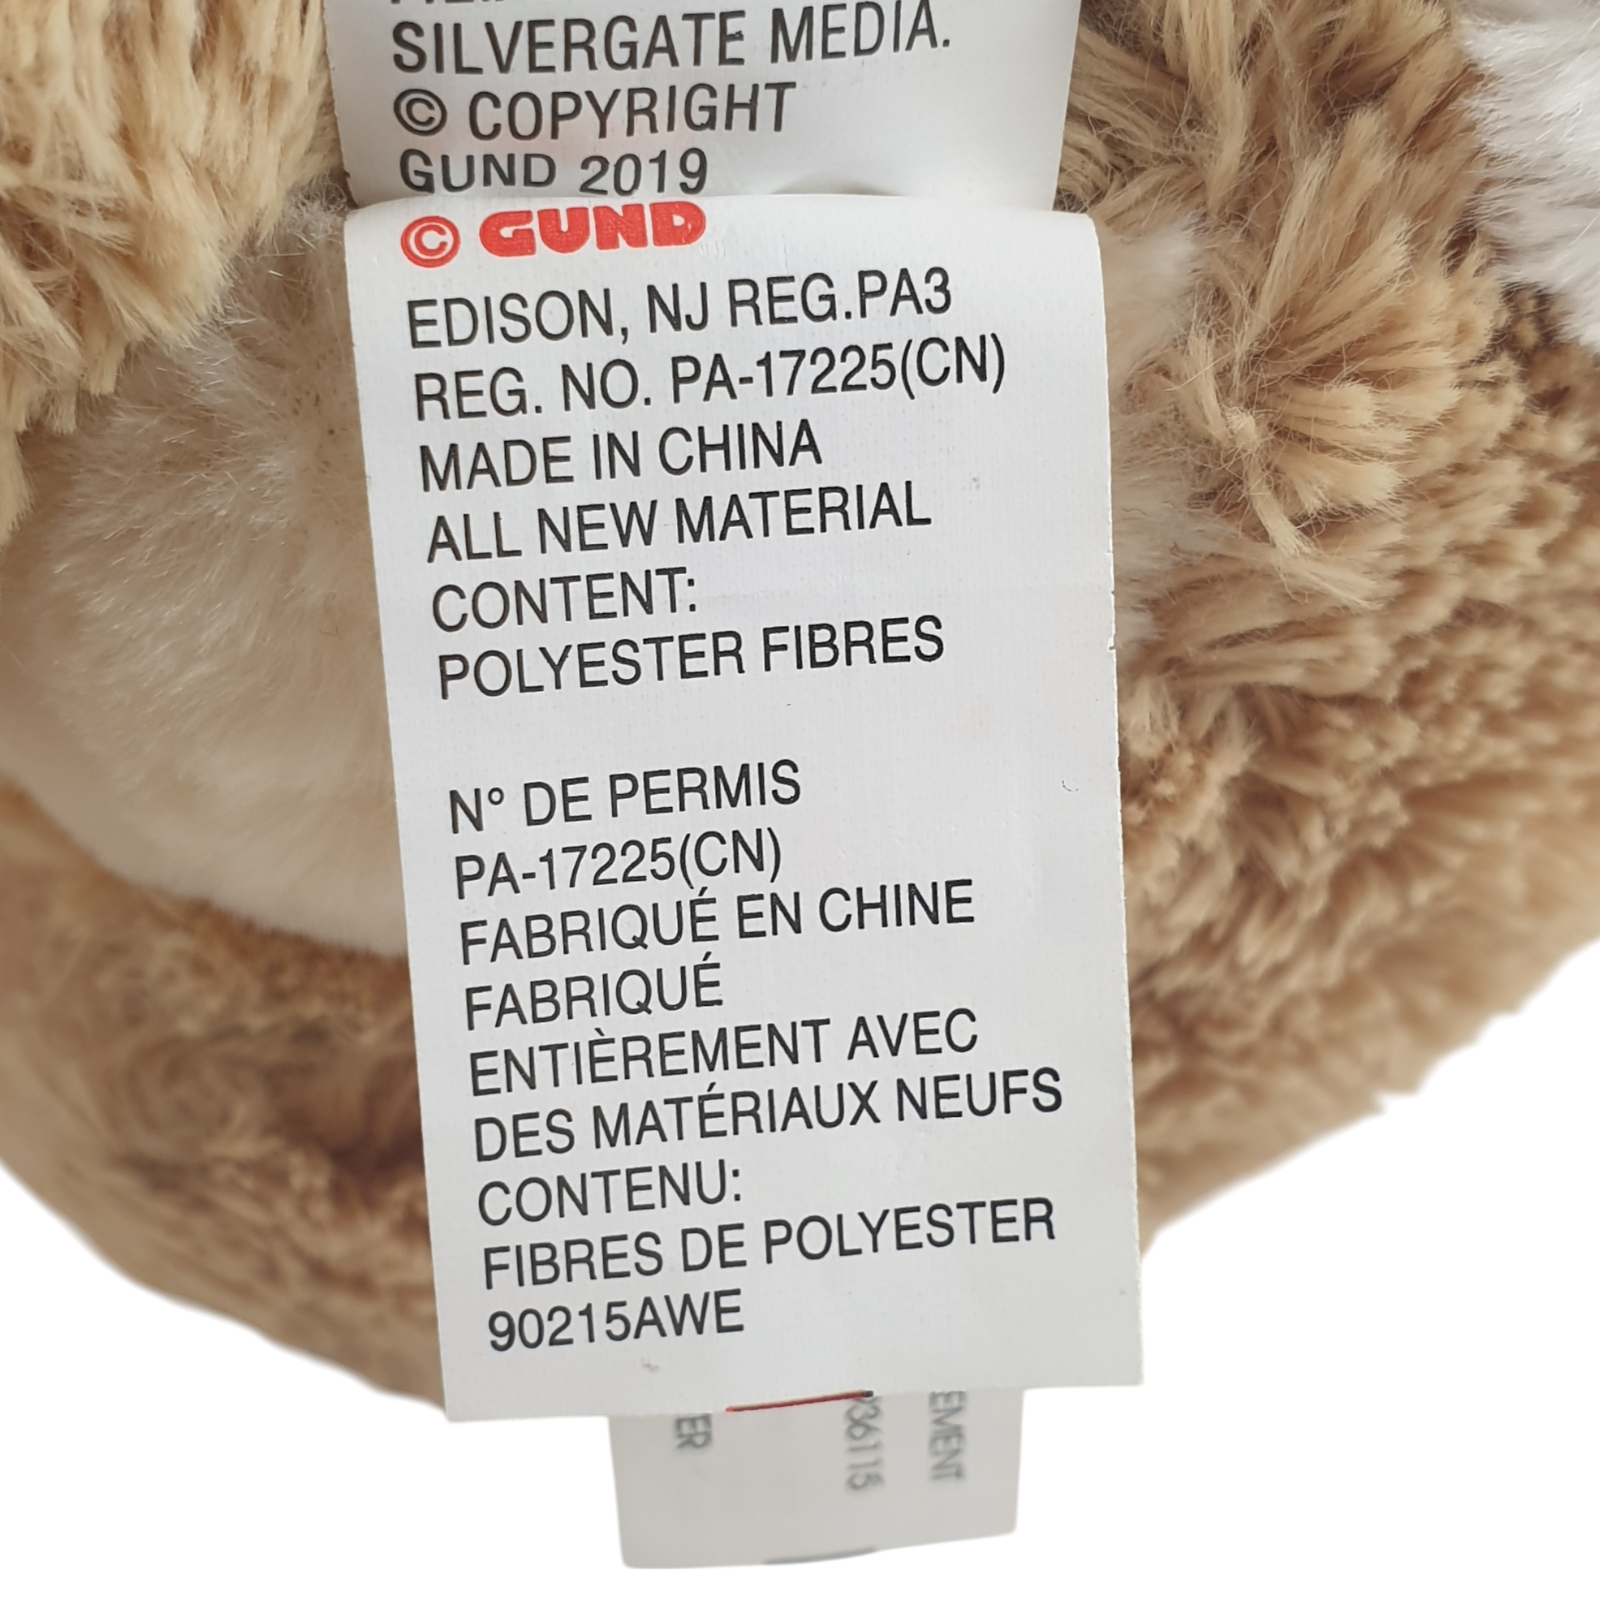 SILVERGATE MEDIA.
© COPYRIGHT
GUND 2019
© GUND
EDISON, NJ REG.PA3
REG. NO. PA-17225(CN)
MADE IN CHINA
ALL NEW MATERIAL
CONTENT:
POLYESTER FIBRES
N° DE PERMIS
PA-17225(CN)
FABRIQUÉ EN CHINE
FABRIQUÉ
ENTIÈREMENT AVEC
DES MATÉRIAUX NEUFS
CONTENU:
FIBRES DE POLYESTER
90215AWE